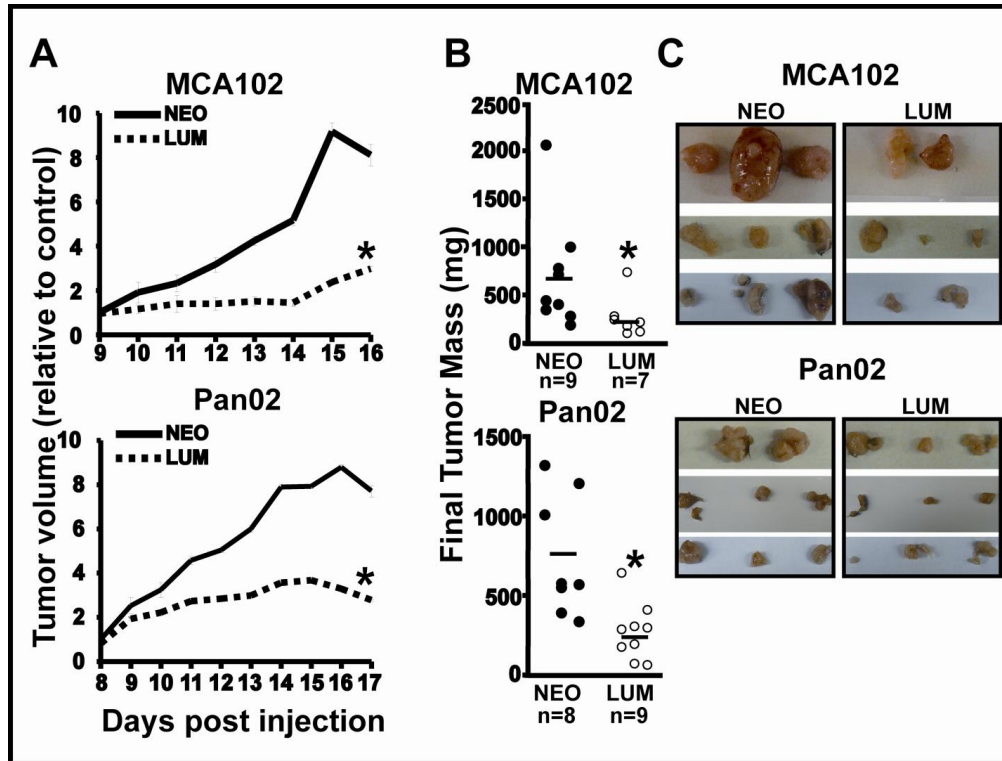 A
MCA102
10
8
6
4
2
0
NEO
LUM
*
9 10 11 12 13 14 15 16
Pan02
10
8
6
4
2
0
NEO
LUM
*
8 9 10 11 12 13 14 15 16 17
Tumor volume (relative to control)
Days post injection
B
MCA102
2500
2000
1500
1000
500
0
*
NEO LUM
n=9 n=7
Pan02
1500
1000
500
0
*
NEO LUM
n=8 n=9
Final Tumor Mass (mg)
C
MCA102
NEO LUM
Pan02
NEO LUM